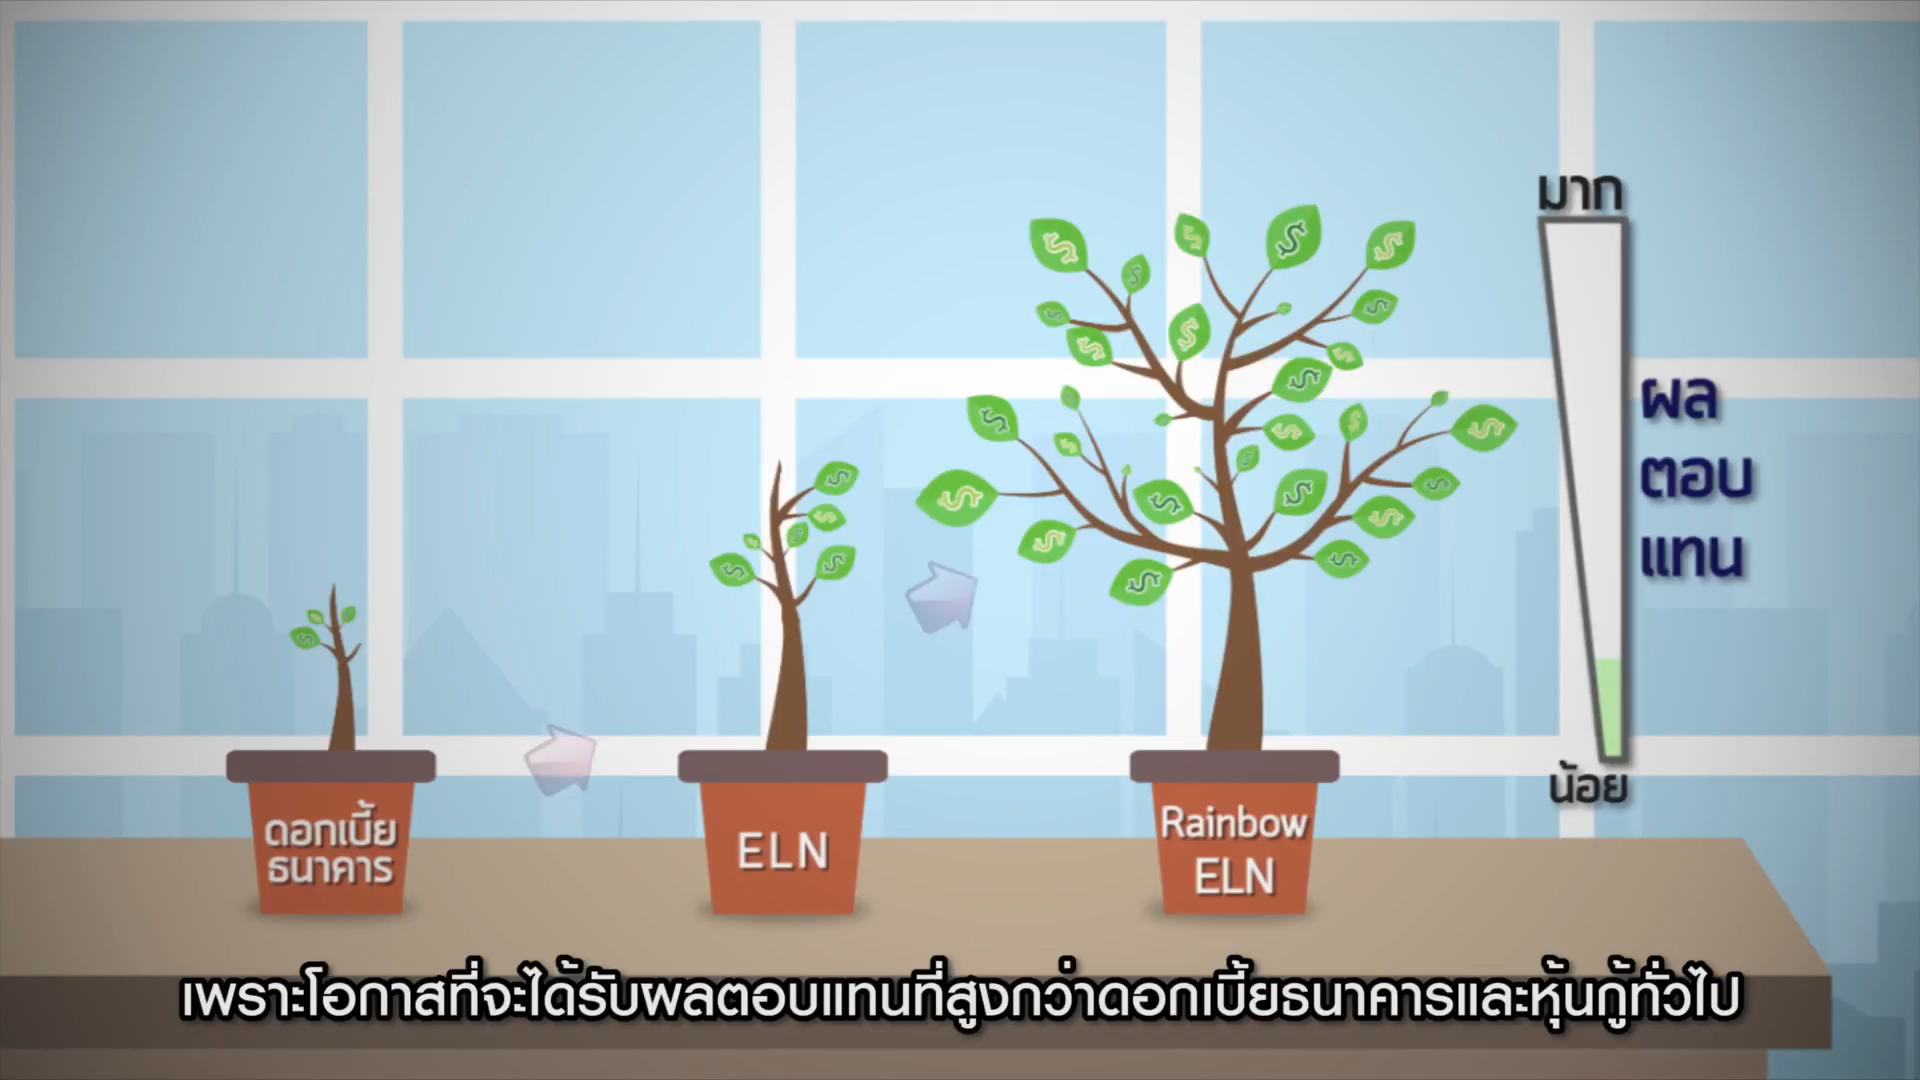 มาก
ผล
ตอบ
แทน
น้อย
ดอกเบี้ย
ธนาคาร
ELN
Rainbow
ELN
เพราะโอกาสที่จะได้รับผลตอบแทนที่สูงกว่าดอกเบี้ยธนาคารและหุ้นกู้ทั่วไป